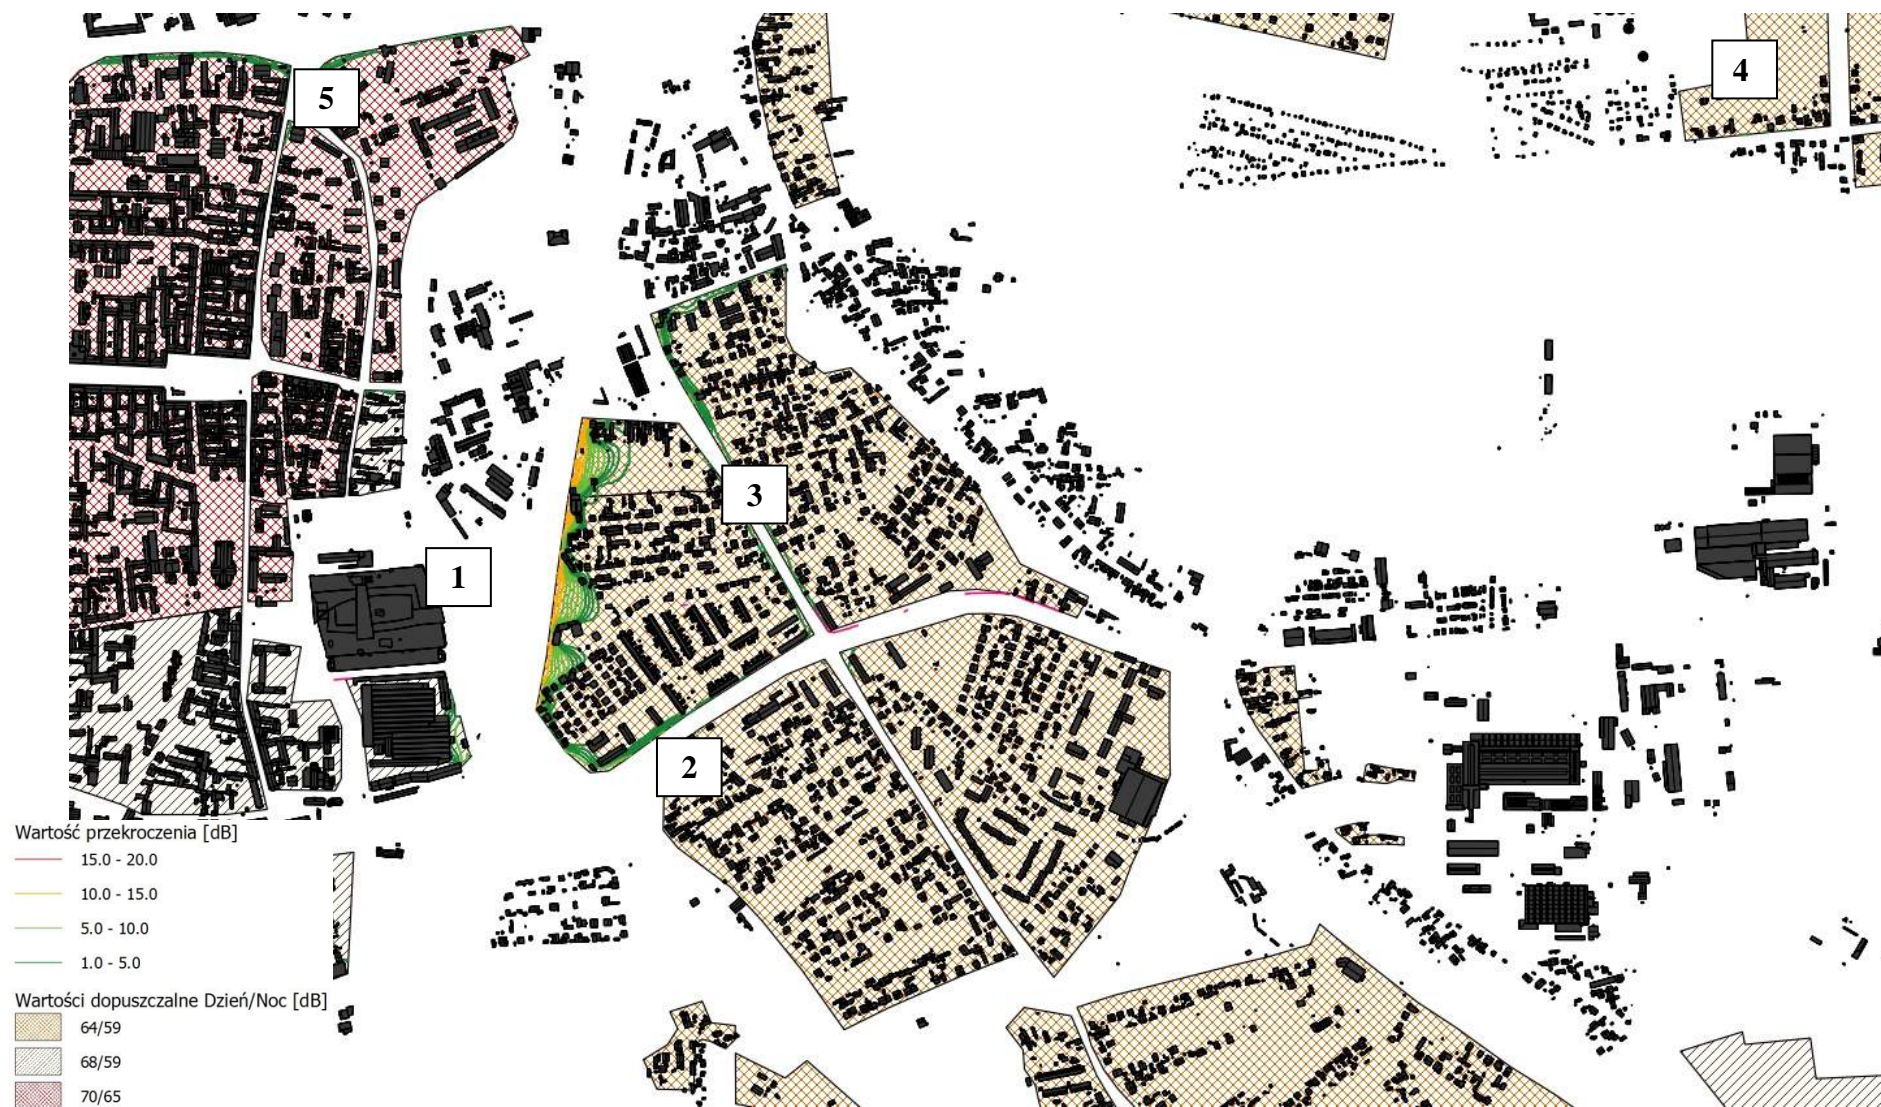 4
5
3
1
2
Wartość przekroczenia [dB]
15.0 - 20.0
10.0 - 15.0
5.0 - 10.0
1.0 - 5.0
Wartości dopuszczalne Dzień/Noc [dB]
64/59
68/59
70/65